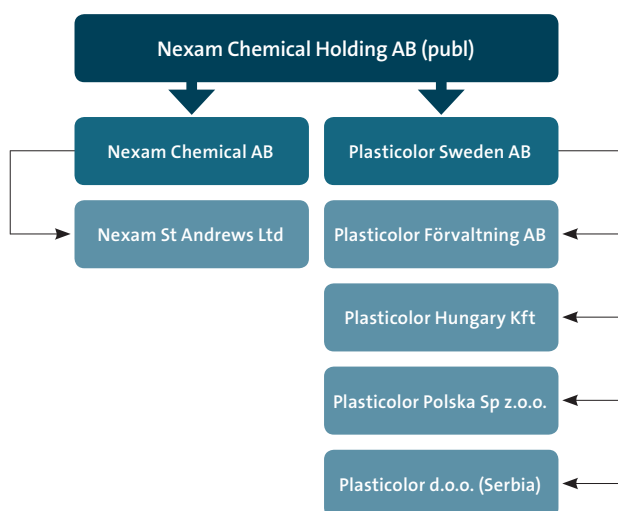 Nexam Chemical Holding AB (publ)
Nexam Chemical AB
Plasticolor Sweden AB
Nexam St Andrews Ltd
Plasticolor Förvaltning AB
Plasticolor Hungary Kft
Plasticolor Polska Sp z.o.o.
Plasticolor d.o.o. (Serbia)